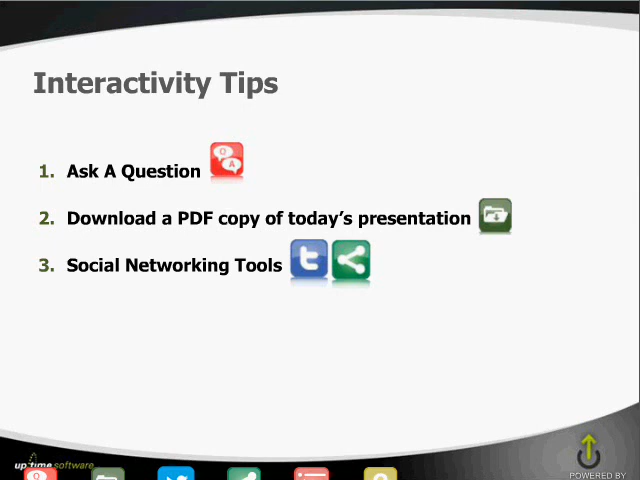 Interactivity Tips
1. Ask A Question
Q
A
2. Download a PDF copy of today's presentation
3. Social Networking Tools
t
up time software
POWERED BY